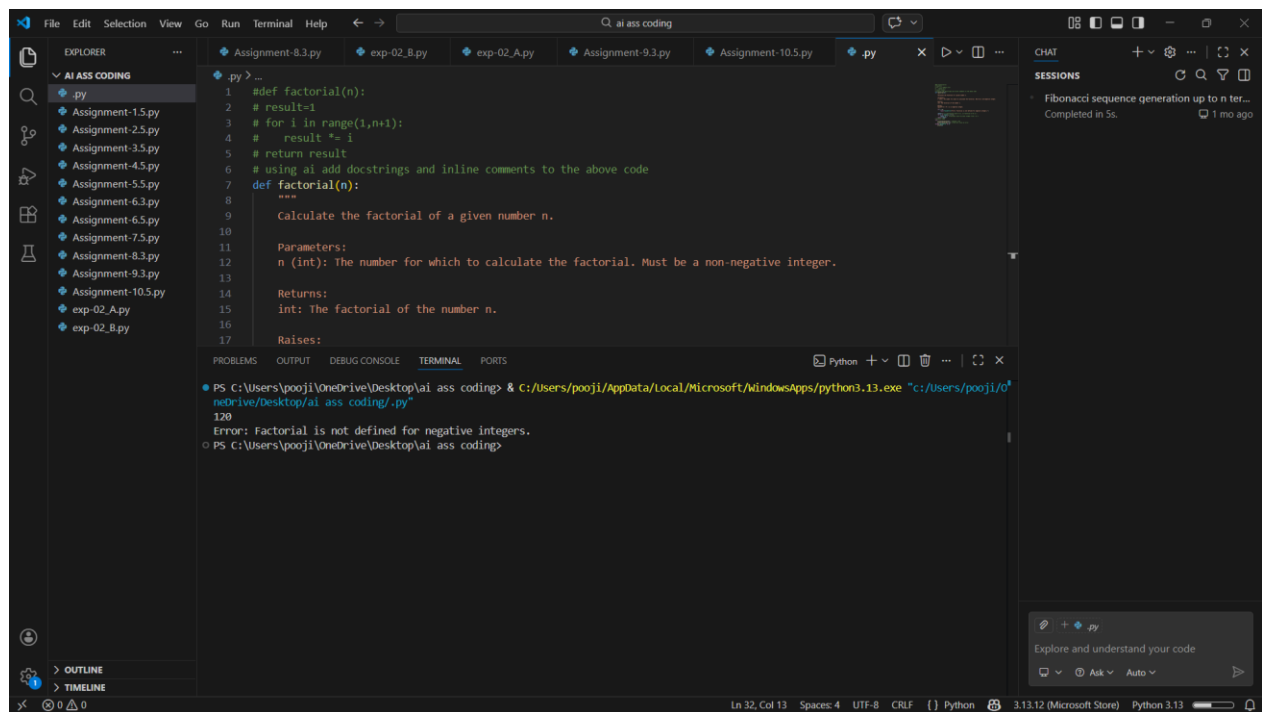 File Edit Selection View Go Run Terminal Help
ai ass coding
EXPLORER
AI ASS CODING
.py
Assignment-1.5.py
Assignment-2.5.py
Assignment-3.5.py
Assignment-4.5.py
Assignment-5.5.py
Assignment-6.3.py
Assignment-6.5.py
Assignment-7.5.py
Assignment-8.3.py
Assignment-9.3.py
Assignment-10.5.py
exp-02_A.py
exp-02_B.py
OUTLINE
TIMELINE
Assignment-8.3.py exp-02_B.py exp-02_A.py Assignment-9.3.py Assignment-10.5.py .py
.py > ...
1 #def factorial(n):
2 # result=1
3 # for i in range(1,n+1):
4 #   result *= i
5 # return result
6 # using ai add docstrings and inline comments to the above code
7 def factorial(n):
8     """
9     Calculate the factorial of a given number n.
10
11     Parameters:
12     n (int): The number for which to calculate the factorial. Must be a non-negative integer.
13
14     Returns:
15     int: The factorial of the number n.
16
17     Raises:
PROBLEMS OUTPUT DEBUG CONSOLE TERMINAL PORTS
Python
PS C:\Users\pooji\OneDrive\Desktop\ai ass coding> & C:/Users/pooji/AppData/Local/Microsoft/WindowsApps/python3.13.exe "c:/Users/pooji/O
neDrive/Desktop/ai ass coding/.py"
120
Error: Factorial is not defined for negative integers.
PS C:\Users\pooji\OneDrive\Desktop\ai ass coding>
CHAT
SESSIONS
Fibonacci sequence generation up to n ter...
Completed in 5s. 1 mo ago
.py
Explore and understand your code
Ask Auto
1
0 0 Ln 32, Col 13 Spaces: 4 UTF-8 CRLF {} Python 3.13.12 (Microsoft Store) Python 3.13